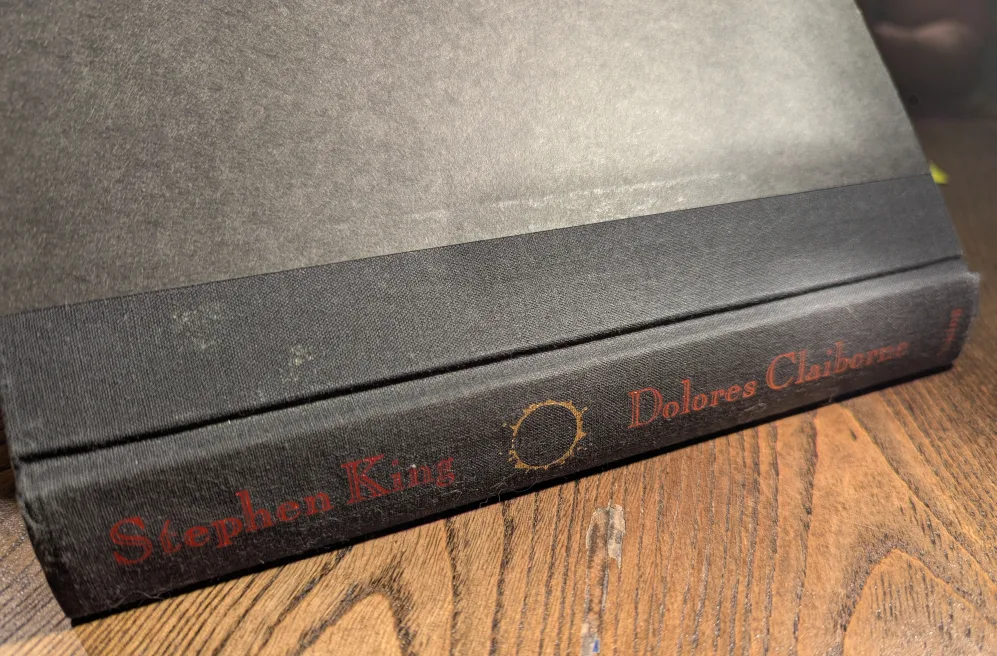 Stephen King
Dolores Claiborne